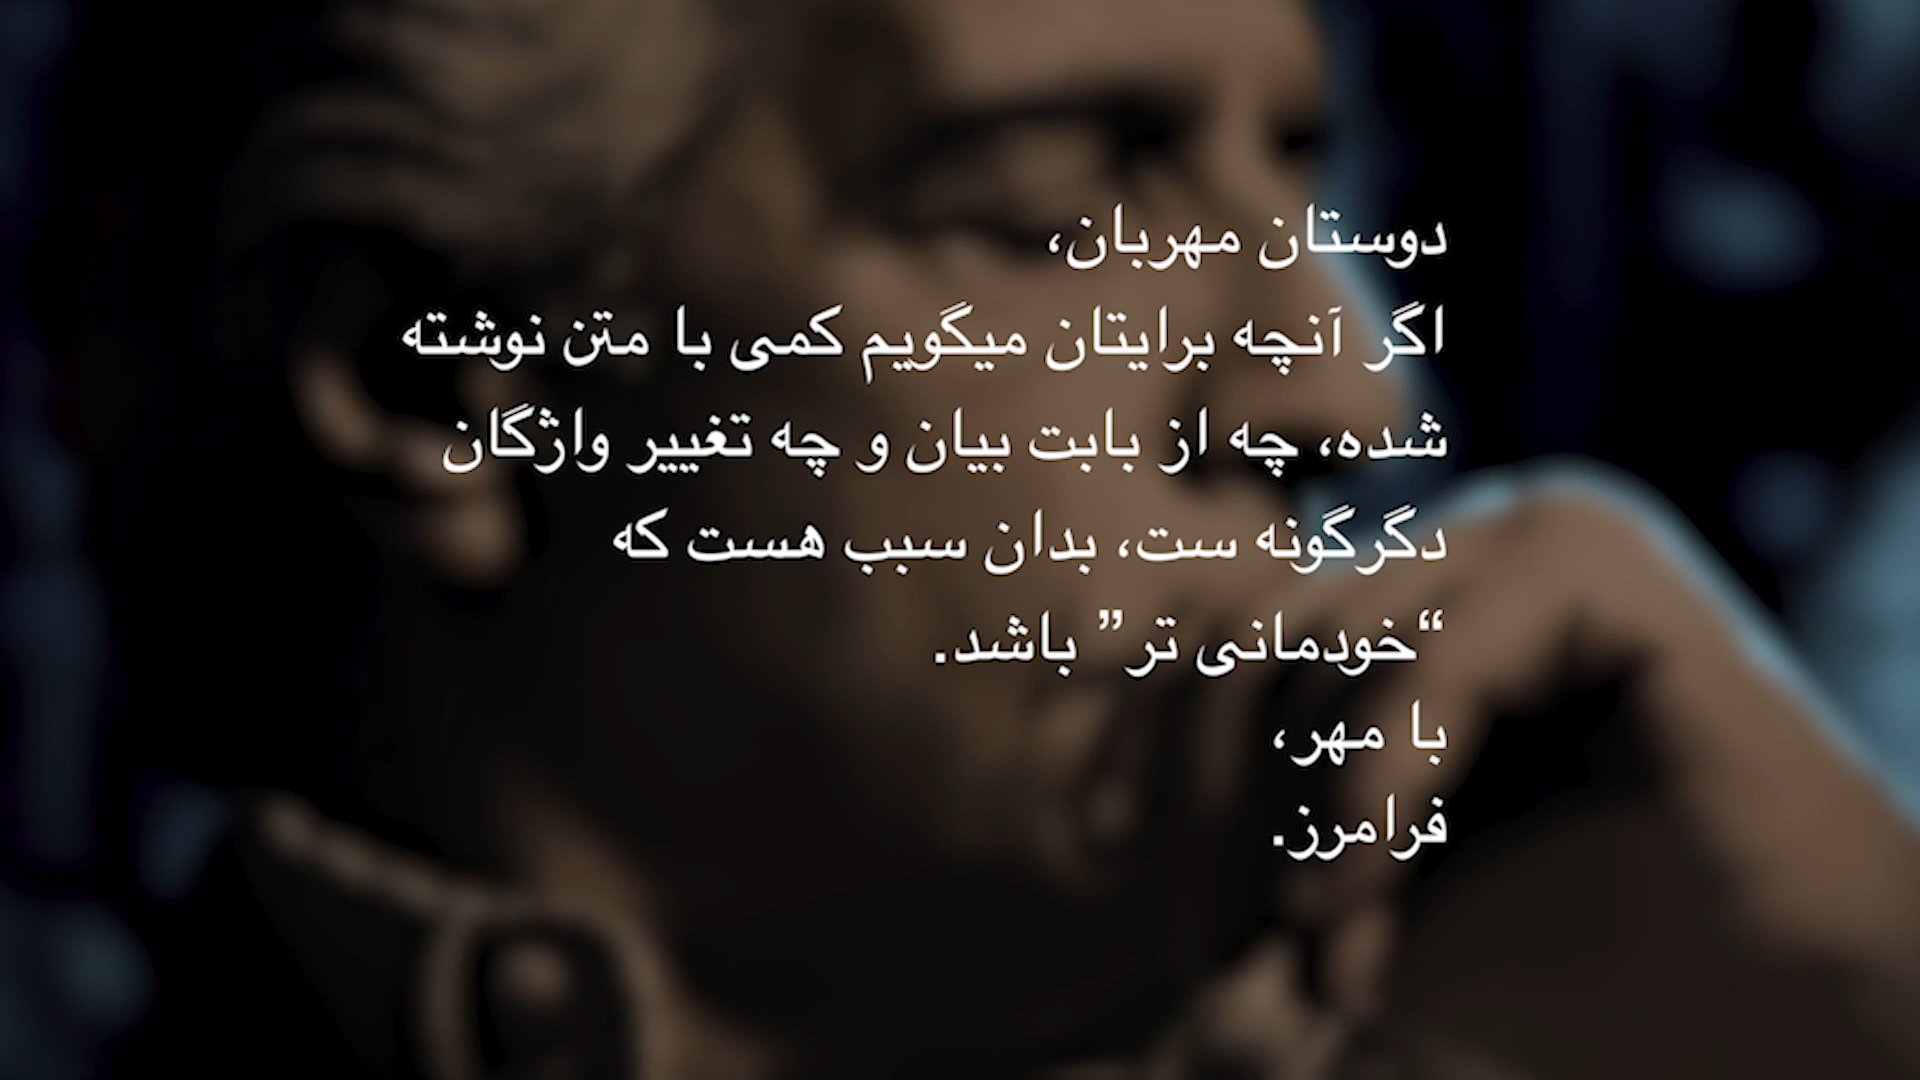 دوستان مهربان،
اگر آنچه برایتان میگویم کمی با متن نوشته
شده، چه از بابت بیان و چه تغییر واژگان
دگرگونه ست، بدان سبب هست که
“خودمانی تر” باشد.
با مهر،
فرامرز.